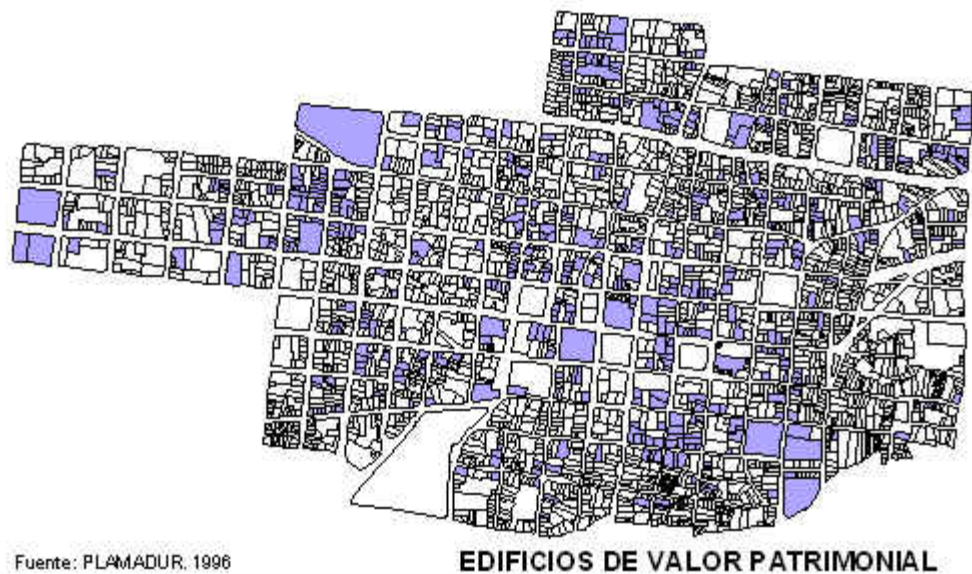 Fuente: PLAMADUR, 1996
EDIFICIOS DE VALOR PATRIMONIAL